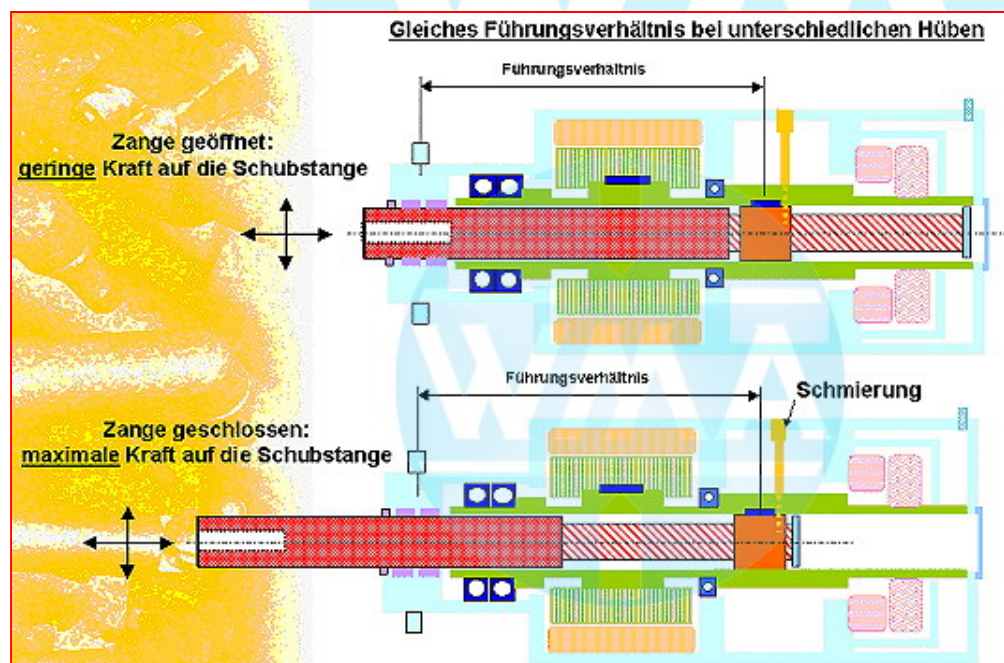 Gleiches Führungsverhältnis bei unterschiedlichen Hüben
Führungsverhältnis
Zange geöffnet:
geringe Kraft auf die Schubstange
WMA
Führungsverhältnis
Schmierung
Zange geschlossen:
maximale Kraft auf die Schubstange